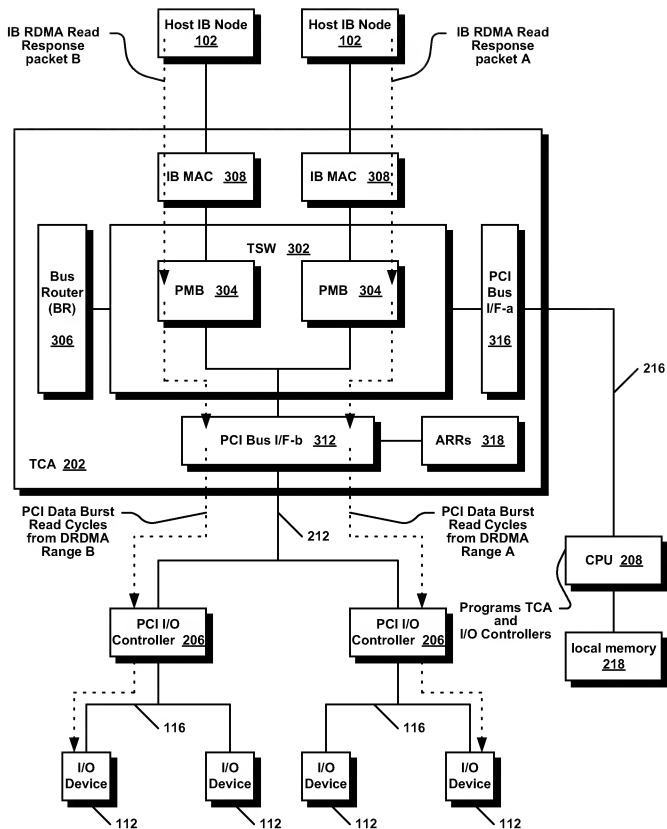 IB RDMA Read
Response
packet B
Host IB Node
102
Host IB Node
102
IB RDMA Read
Response
packet A
IB MAC 308
IB MAC 308
TSW 302
Bus
Router
(BR)
306
PMB 304
PMB 304
PCI
Bus
I/F-a
316
216
PCI Bus I/F-b 312
ARRs 318
TCA 202
PCI Data Burst
Read Cycles
from DRDMA
Range B
212
PCI Data Burst
Read Cycles
from DRDMA
Range A
CPU 208
Programs TCA
and
I/O Controllers
PCI I/O
Controller 206
PCI I/O
Controller 206
local memory
218
116
116
I/O
Device
I/O
Device
I/O
Device
I/O
Device
112
112
112
112